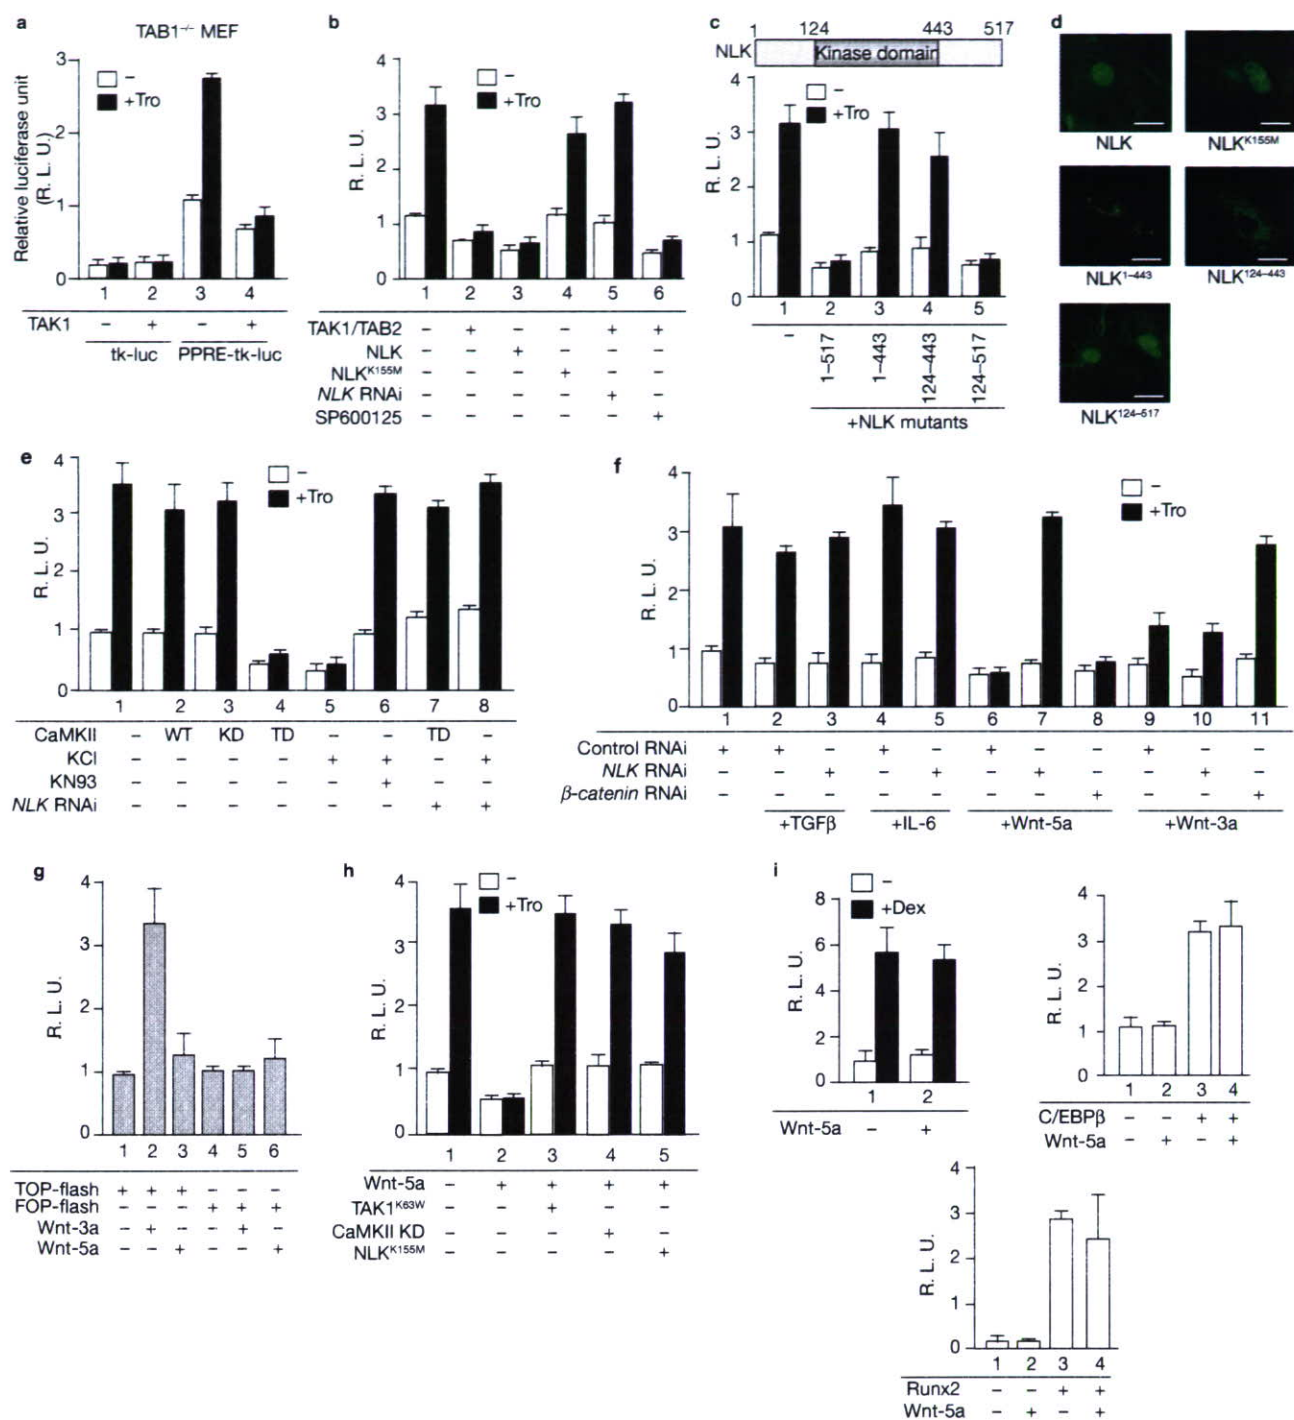 a
TAB1⁻/⁻ MEF
Relative luciferase unit
(R. L. U.)
3
2
1
0
–
+Tro
1 2 3 4
TAK1 – + – +
tk-luc PPRE-tk-luc
b
R. L. U.
4
3
2
1
0
–
+Tro
1 2 3 4 5 6
TAK1/TAB2 – + – – + +
NLK – – + – – –
NLKᴷ¹⁵⁵ᴹ – – – + – –
NLK RNAi – – – – + –
SP600125 – – – – – +
c
1 124 443 517
NLK Kinase domain
R. L. U.
4
3
2
1
0
–
+Tro
1 2 3 4 5
– 1–517 1–443 124–443 124–517
+NLK mutants
d
NLK NLKᴷ¹⁵⁵ᴹ
NLK¹⁻⁴⁴³ NLK¹²⁴⁻⁴⁴³
NLK¹²⁴⁻⁵¹⁷
e
R. L. U.
4
3
2
1
0
–
+Tro
1 2 3 4 5 6 7 8
CaMKII – WT KD TD – – TD –
KCl – – – – + + – +
KN93 – – – – – + – –
NLK RNAi – – – – – – + +
f
R. L. U.
4
3
2
1
0
–
+Tro
1 2 3 4 5 6 7 8 9 10 11
Control RNAi + + – + – + – – + – –
NLK RNAi – – + – + – + – – + –
β-catenin RNAi – – – – – – – + – – +
+TGFβ +IL-6 +Wnt-5a +Wnt-3a
g
R. L. U.
4
3
2
1
0
1 2 3 4 5 6
TOP-flash + + + – – –
FOP-flash – – – + + +
Wnt-3a – + – – + –
Wnt-5a – – + – – +
h
R. L. U.
4
3
2
1
0
–
+Tro
1 2 3 4 5
Wnt-5a – + + + +
TAK1ᴷ⁶³ᵂ – – + – –
CaMKII KD – – – + –
NLKᴷ¹⁵⁵ᴹ – – – – +
i
R. L. U.
8
6
4
2
0
–
+Dex
1 2
Wnt-5a – +
R. L. U.
4
3
2
1
0
1 2 3 4
C/EBPβ – – + +
Wnt-5a – + – +
R. L. U.
4
3
2
1
0
1 2 3 4
Runx2 – – + +
Wnt-5a – + – +